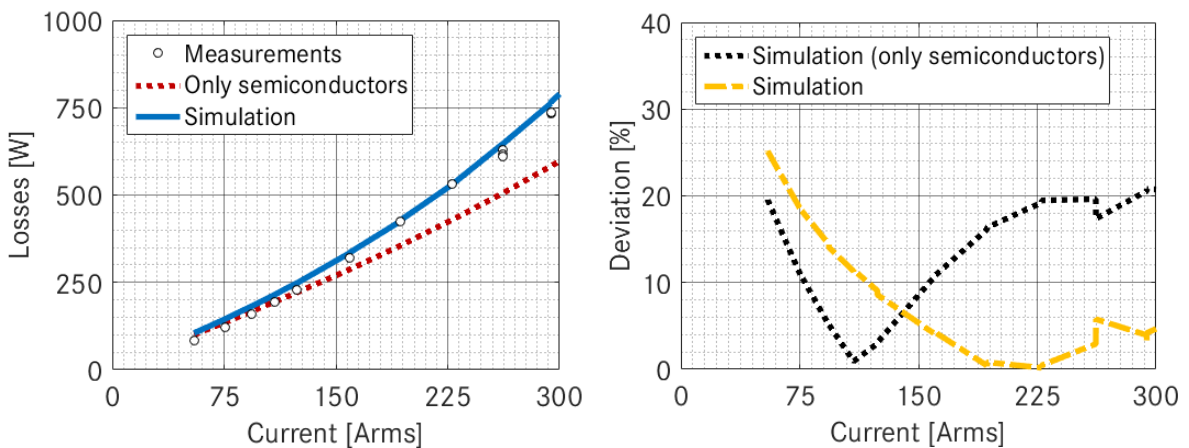 1000
750
500
250
0
Losses [W]
Measurements
Only semiconductors
Simulation
0
75
150
225
300
Current [Arms]
40
30
20
10
0
Deviation [%]
Simulation (only semiconductors)
Simulation
0
75
150
225
300
Current [Arms]